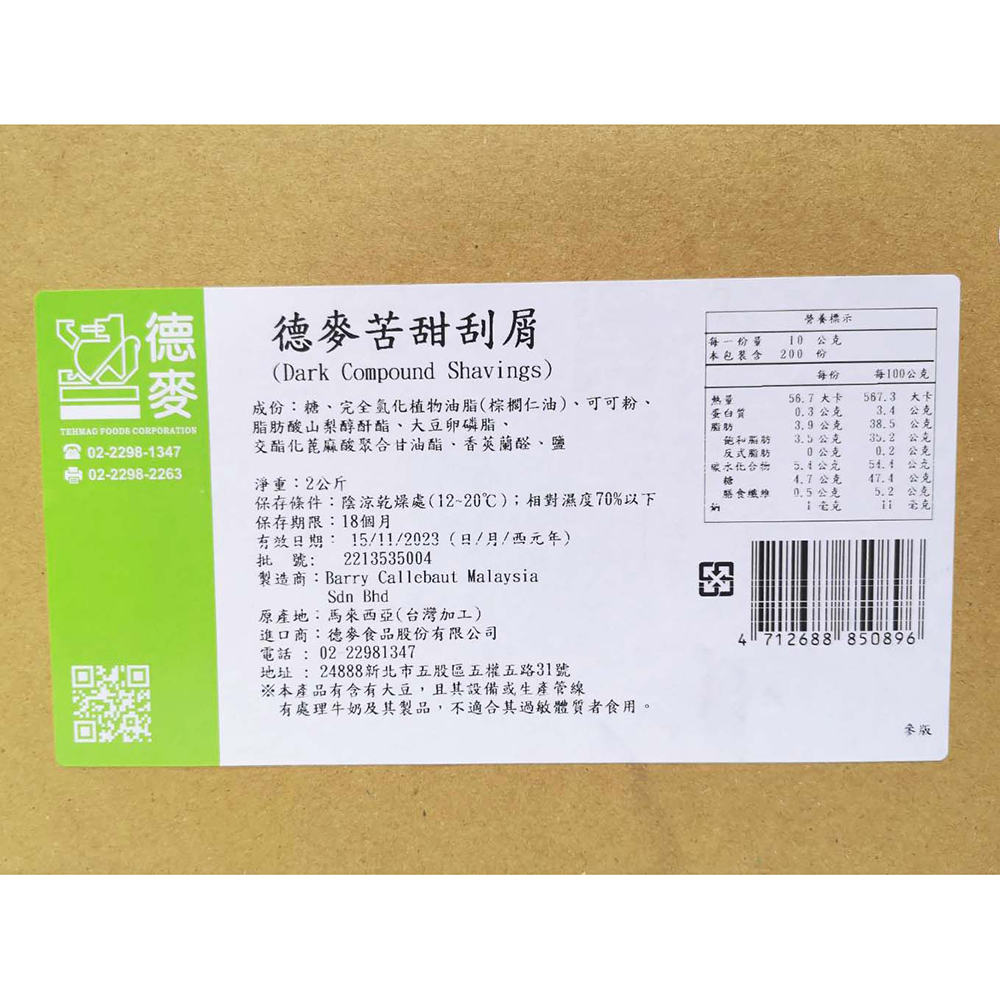 德麥
TEHMAG FOODS CORPORATION
02-2298-1347
02-2298-2263
德麥苦甜刮屑
(Dark Compound Shavings)
成份：糖、完全氫化植物油脂(棕櫚仁油)、可可粉、
脂肪酸山梨醇酐酯、大豆卵磷脂、
交酯化蓖麻酸聚合甘油酯、香英蘭醛、鹽
淨重：2公斤
保存條件：陰涼乾燥處(12~20℃)；相對濕度70%以下
保存期限：18個月
有效日期： 15/11/2023 (日/月/西元年)
批 號： 2213535004
製造商：Barry Callebaut Malaysia
Sdn Bhd
原產地：馬來西亞(台灣加工)
進口商：德麥食品股份有限公司
電話 : 02-22981347
地址 : 24888新北市五股區五權五路31號
※本產品有含有大豆，且其設備或生產管線
有處理牛奶及其製品，不適合其過敏體質者食用。
營養標示
每一份量 10 公克
本包裝含 200 份
每份 每100公克
熱量 56.7 大卡 567.3 大卡
蛋白質 0.3 公克 3.4 公克
脂肪 3.9 公克 38.5 公克
飽和脂肪 3.5 公克 35.2 公克
反式脂肪 0 公克 0.2 公克
碳水化合物 5.4 公克 54.4 公克
糖 4.7 公克 47.4 公克
膳食纖維 0.5 公克 5.2 公克
鈉 1 毫克 11 毫克
4 712688 850896
參版